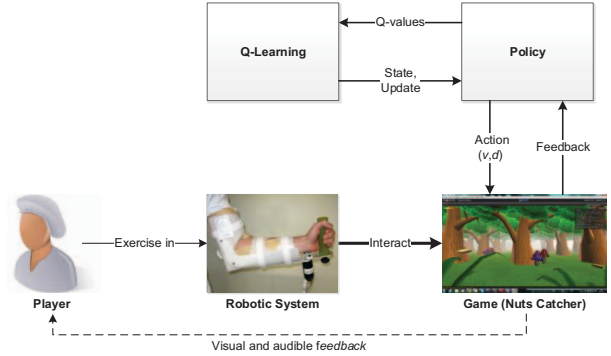 Q-values
Q-Learning
Policy
State,
Update
Action
(v,d)
Feedback
Exercise in
Interact
Player
Robotic System
Game (Nuts Catcher)
Visual and audible feedback